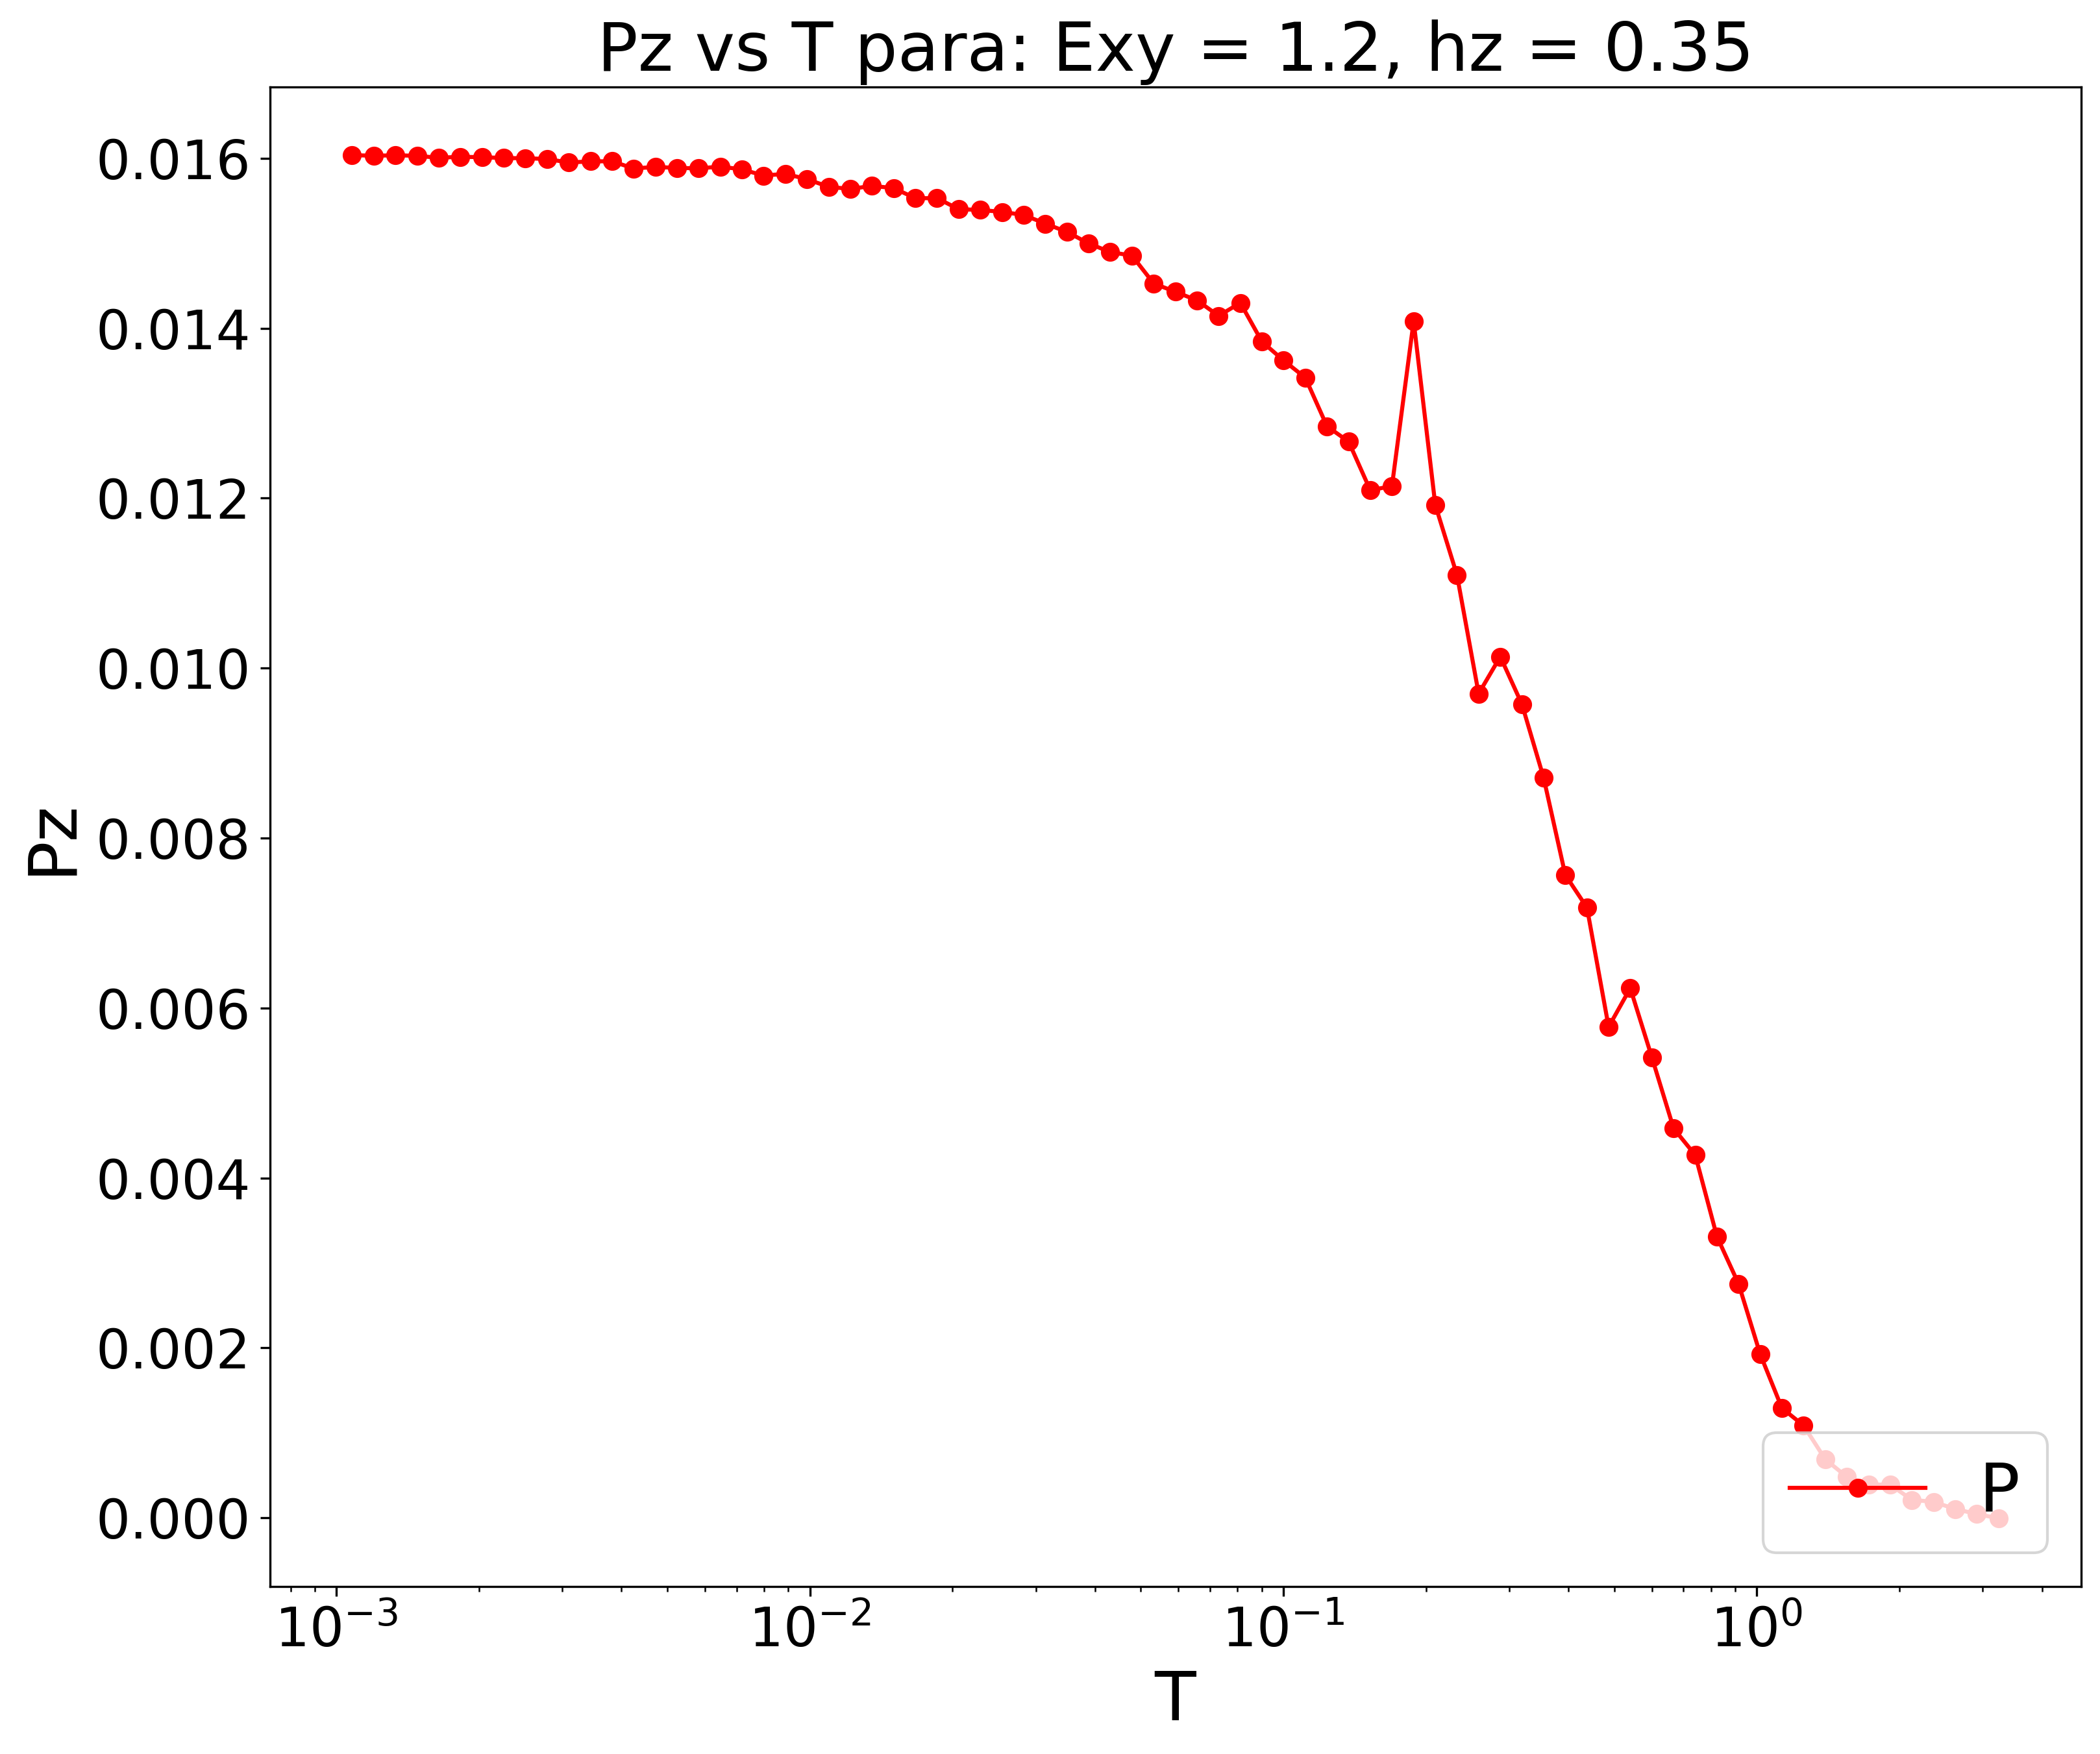 Pz vs T para: Exy = 1.2, hz = 0.35
Pz
0.016
0.014
0.012
0.010
0.008
0.006
0.004
0.002
0.000
P
10⁻³ 10⁻² 10⁻¹ 10⁰
T